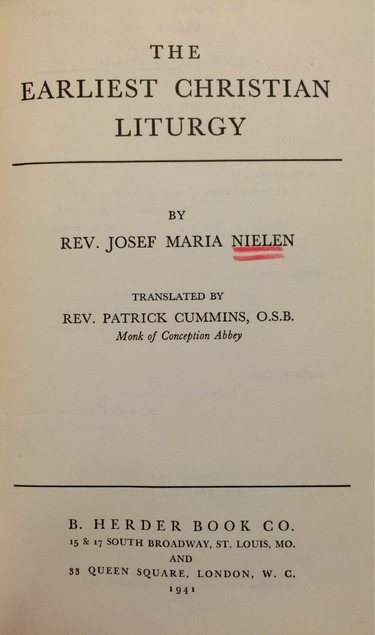 THE
EARLIEST CHRISTIAN
LITURGY
BY
REV. JOSEF MARIA NIELEN
TRANSLATED BY
REV. PATRICK CUMMINS, O.S.B.
Monk of Conception Abbey
B. HERDER BOOK CO.
15 & 17 SOUTH BROADWAY, ST. LOUIS, MO.
AND
33 QUEEN SQUARE, LONDON, W. C.
1941